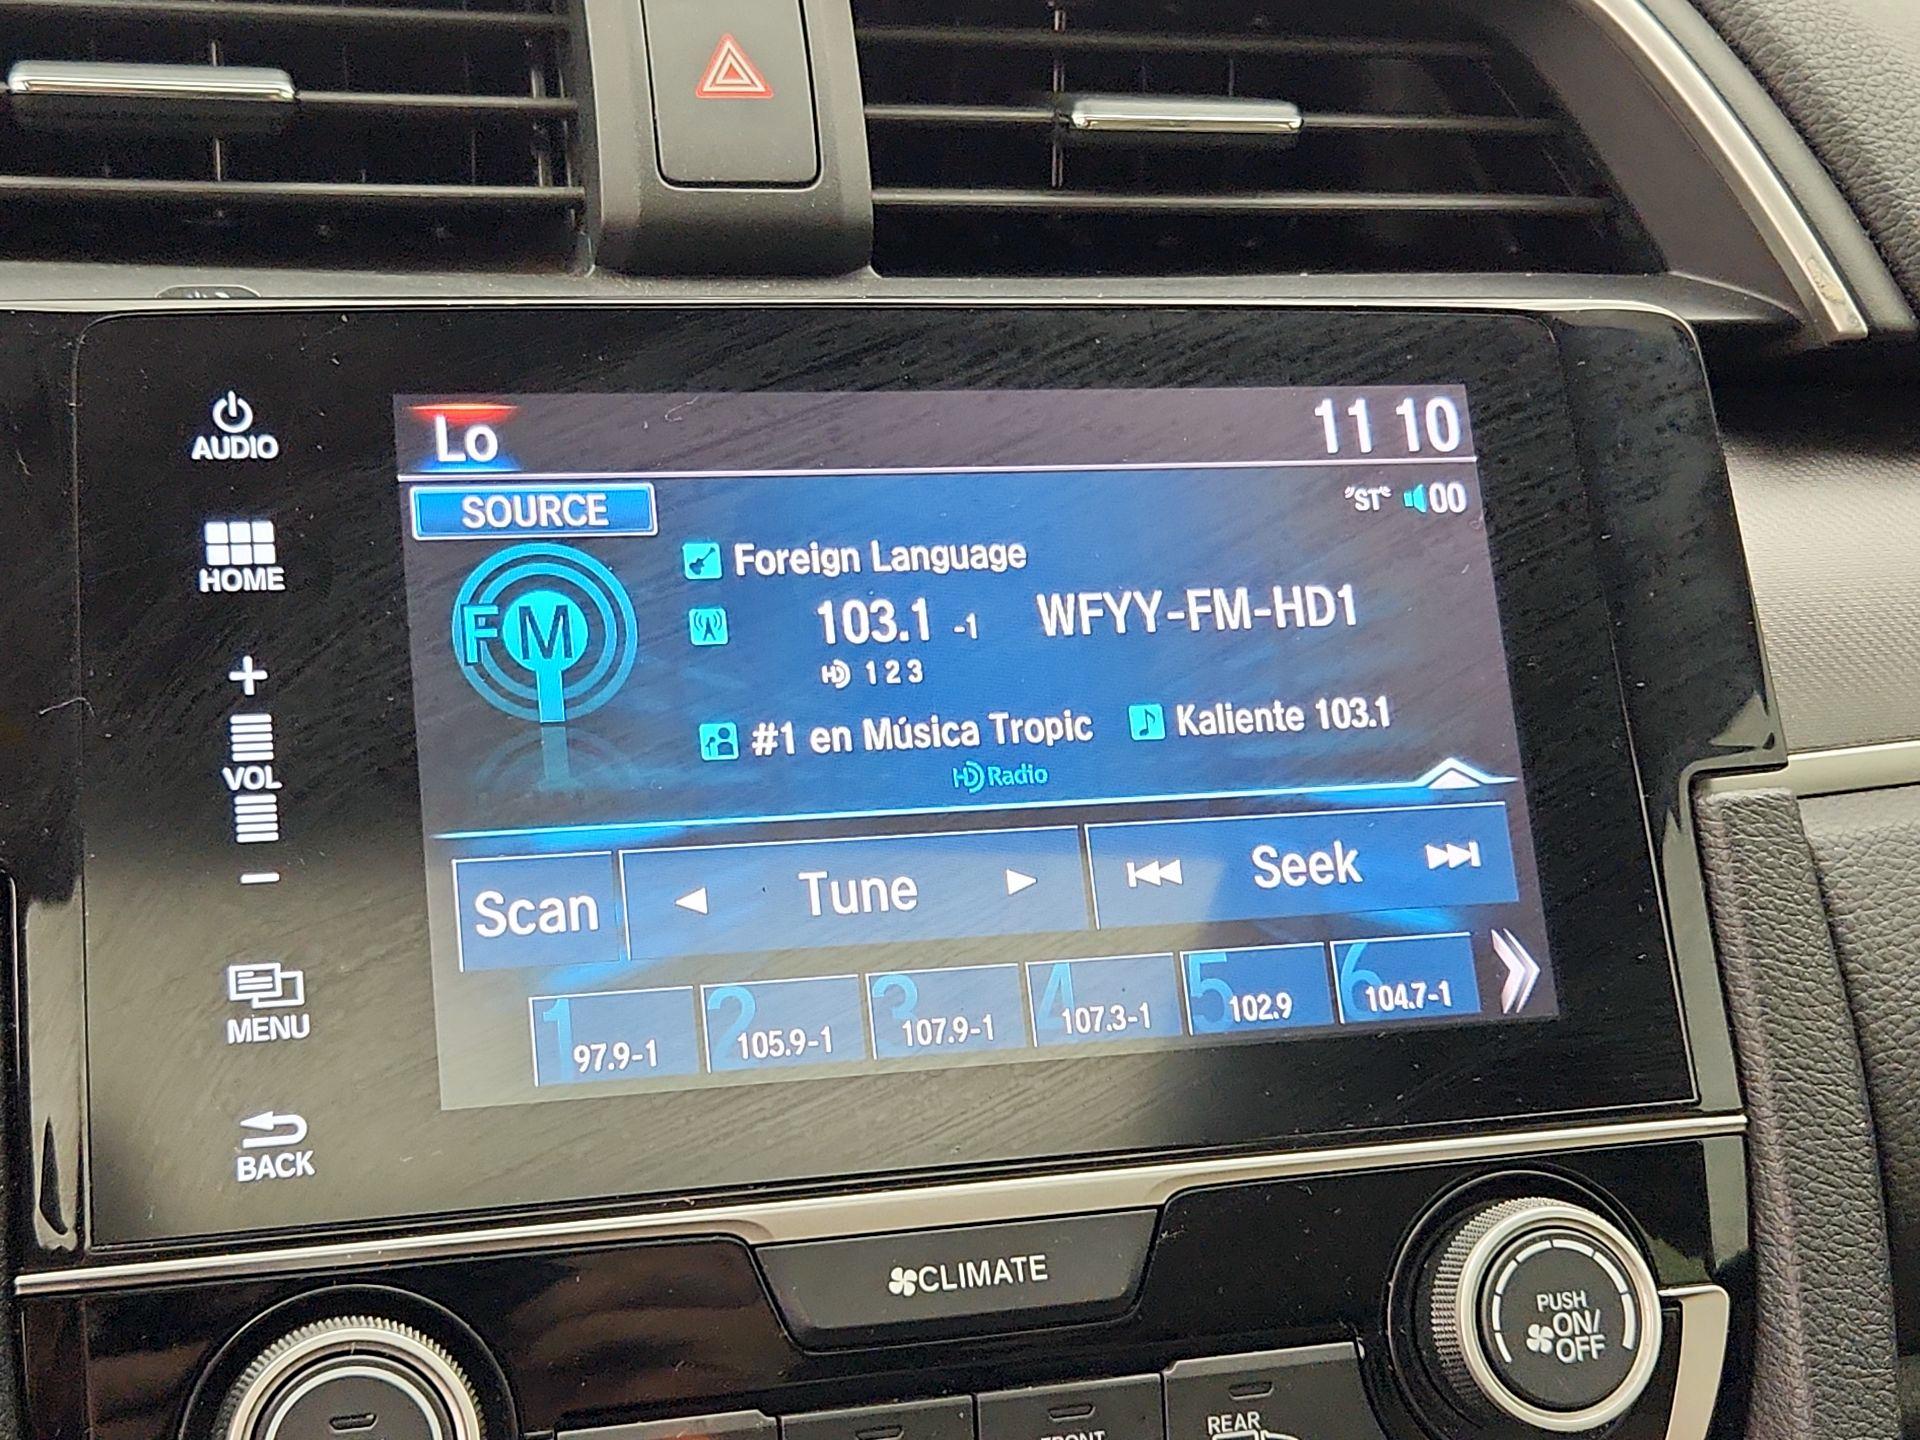 AUDIO
HOME
+
VOL
−
MENU
BACK
Lo
11 10
SOURCE
"ST" 00
FM
Foreign Language
103.1 -1 WFYY-FM-HD1
HD 1 2 3
#1 en Música Tropic
Kaliente 103.1
HD Radio
Scan
Tune
Seek
1 97.9-1
2 105.9-1
3 107.9-1
4 107.3-1
5 102.9
6 104.7-1
CLIMATE
PUSH
ON/
OFF
FRONT
REAR